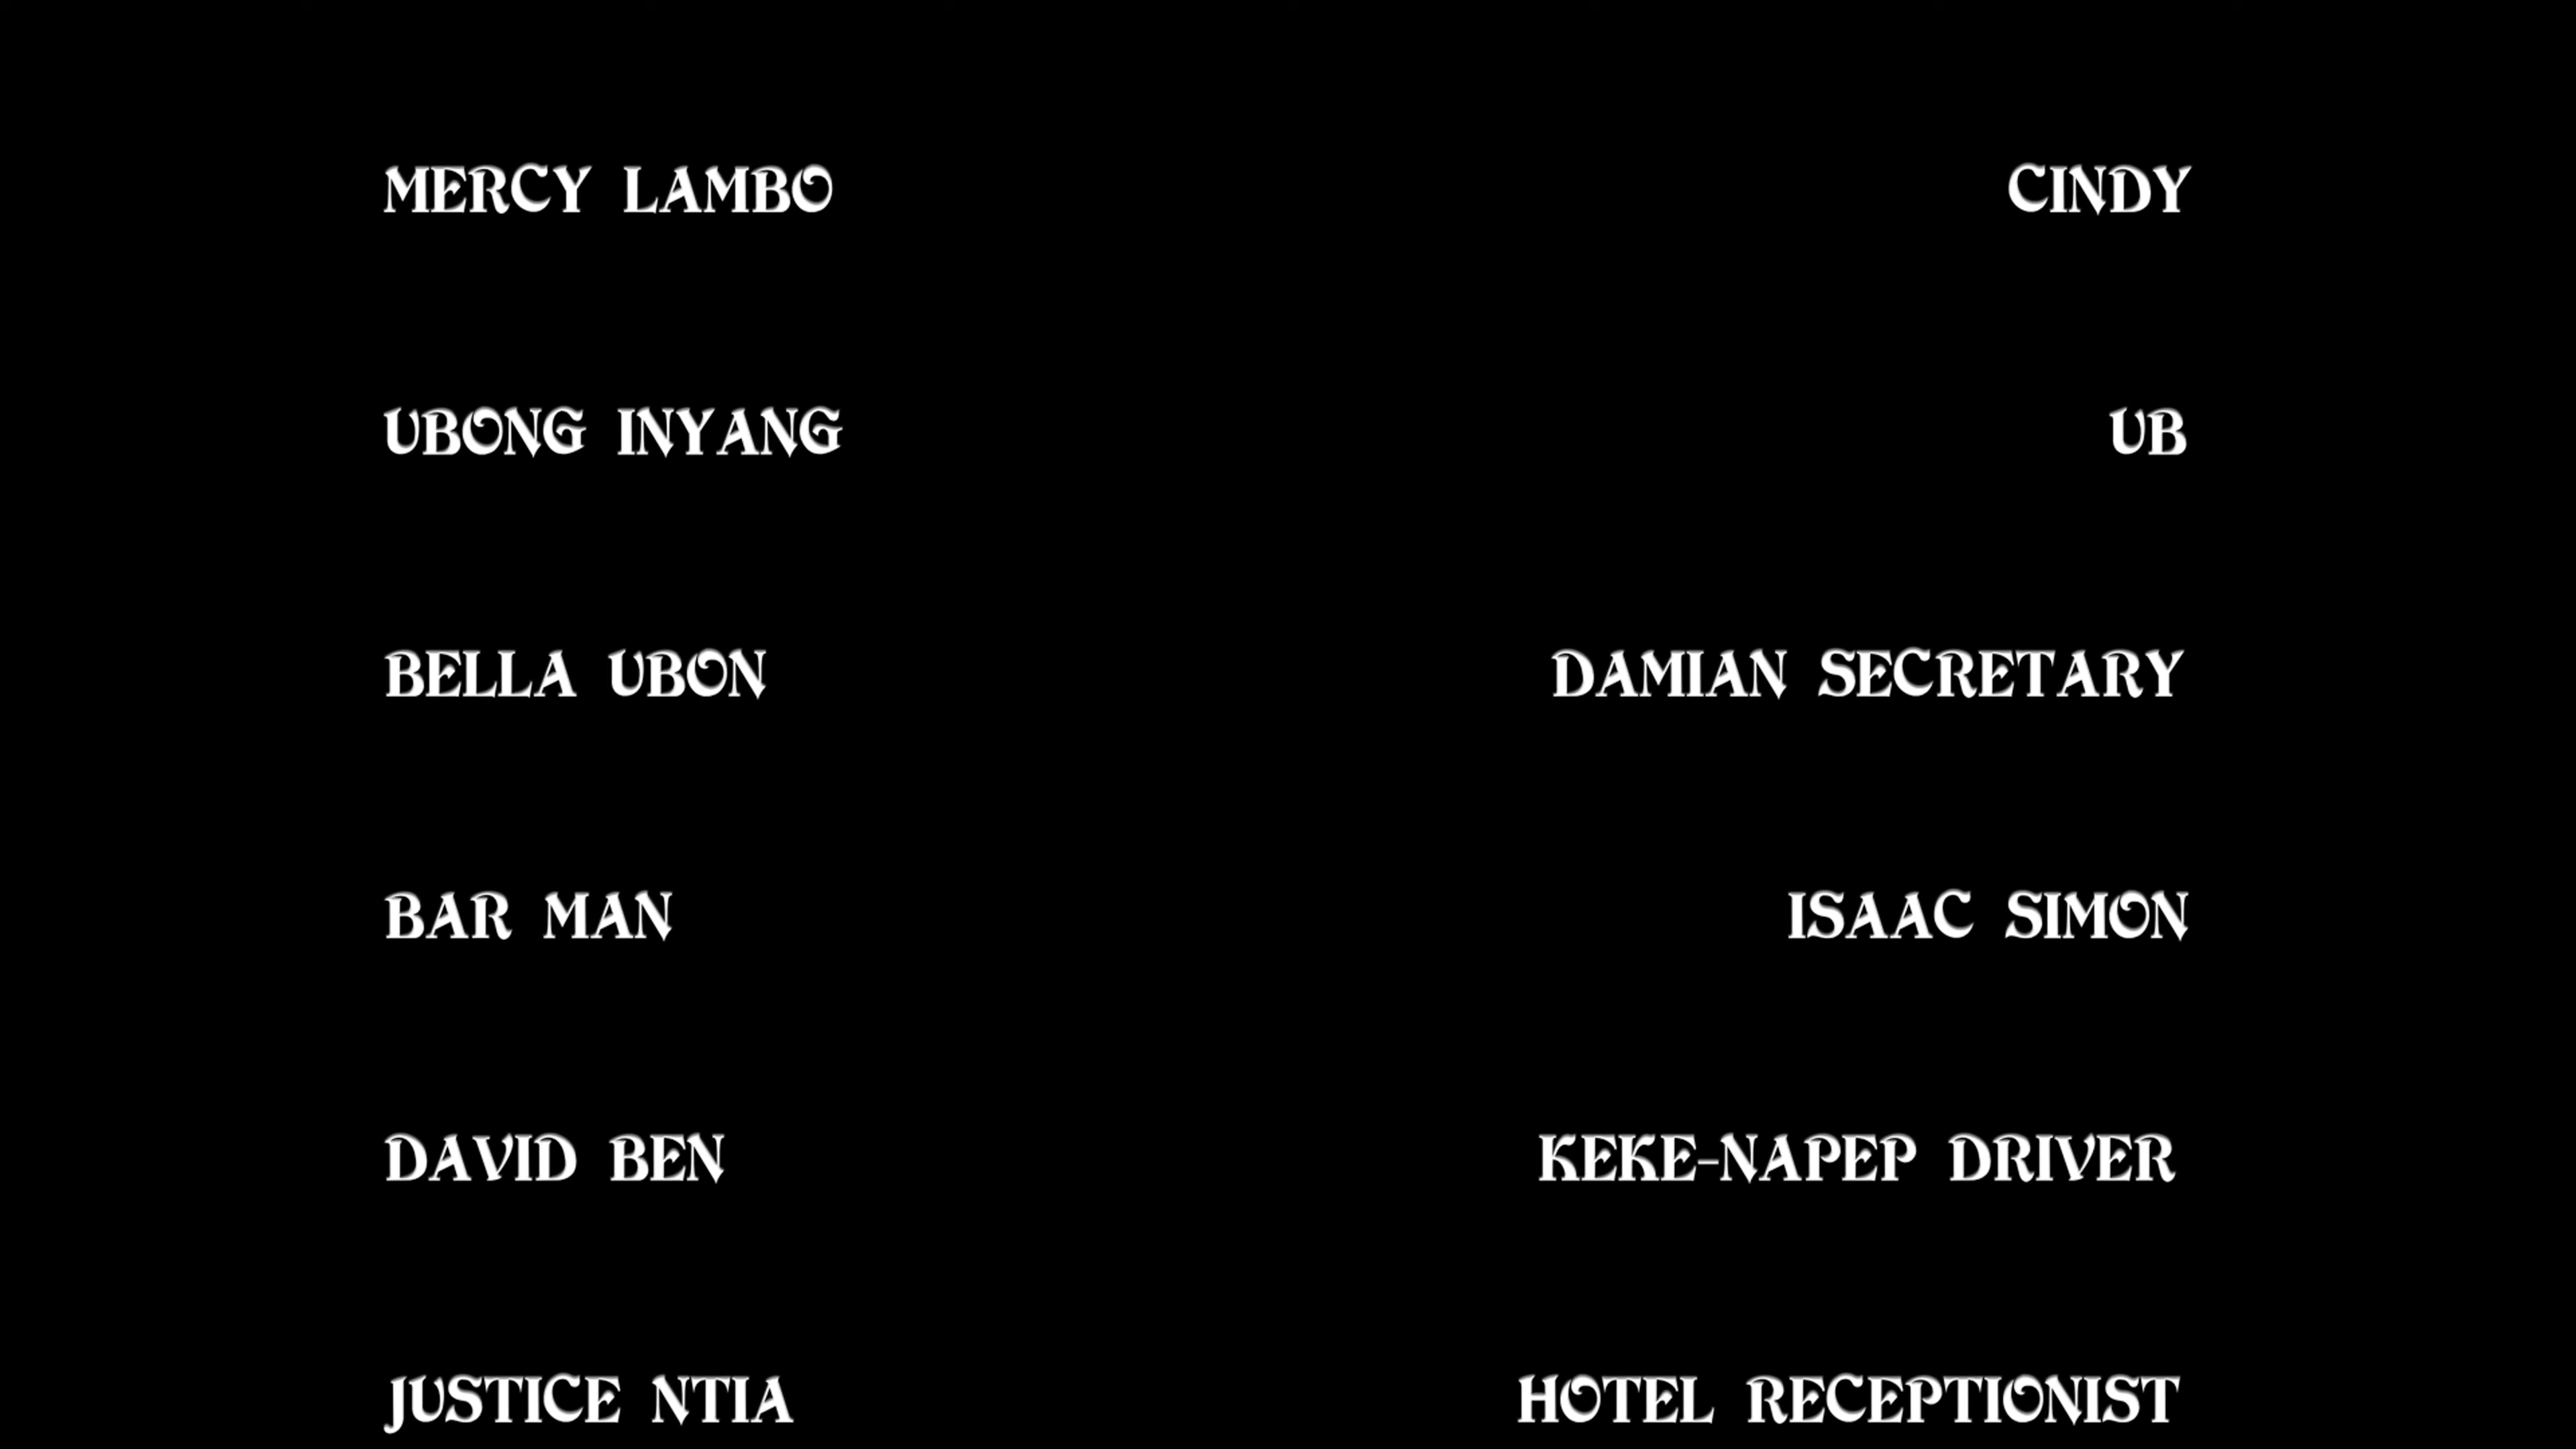 MERCY LAMBO CINDY
UBONG INYANG UB
BELLA UBON DAMIAN SECRETARY
BAR MAN ISAAC SIMON
DAVID BEN KEKE-NAPEP DRIVER
JUSTICE NTIA HOTEL RECEPTIONIST